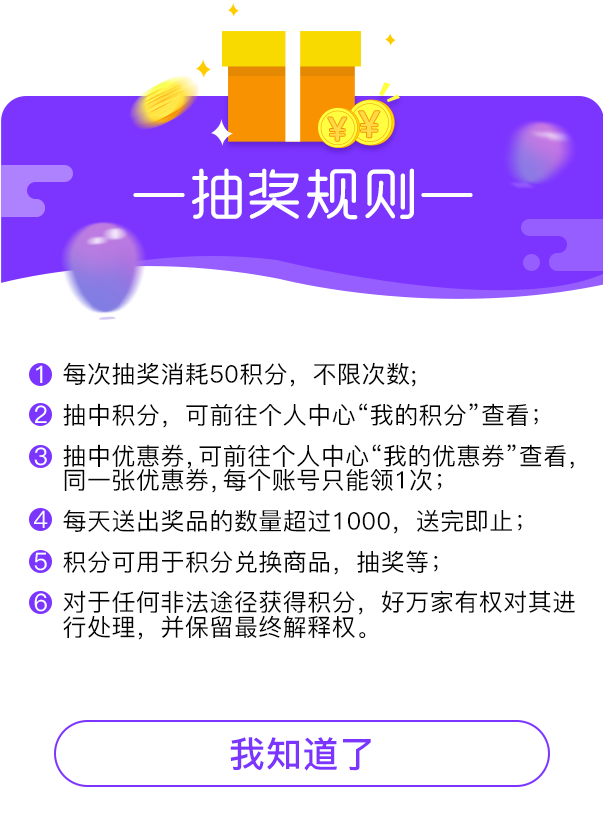 抽奖规则
1 每次抽奖消耗50积分，不限次数;
2 抽中积分，可前往个人中心“我的积分”查看；
3 抽中优惠券,可前往个人中心“我的优惠券”查看,
同一张优惠券,每个账号只能领1次；
4 每天送出奖品的数量超过1000，送完即止；
5 积分可用于积分兑换商品，抽奖等；
6 对于任何非法途径获得积分，好万家有权对其进
行处理，并保留最终解释权。
我知道了